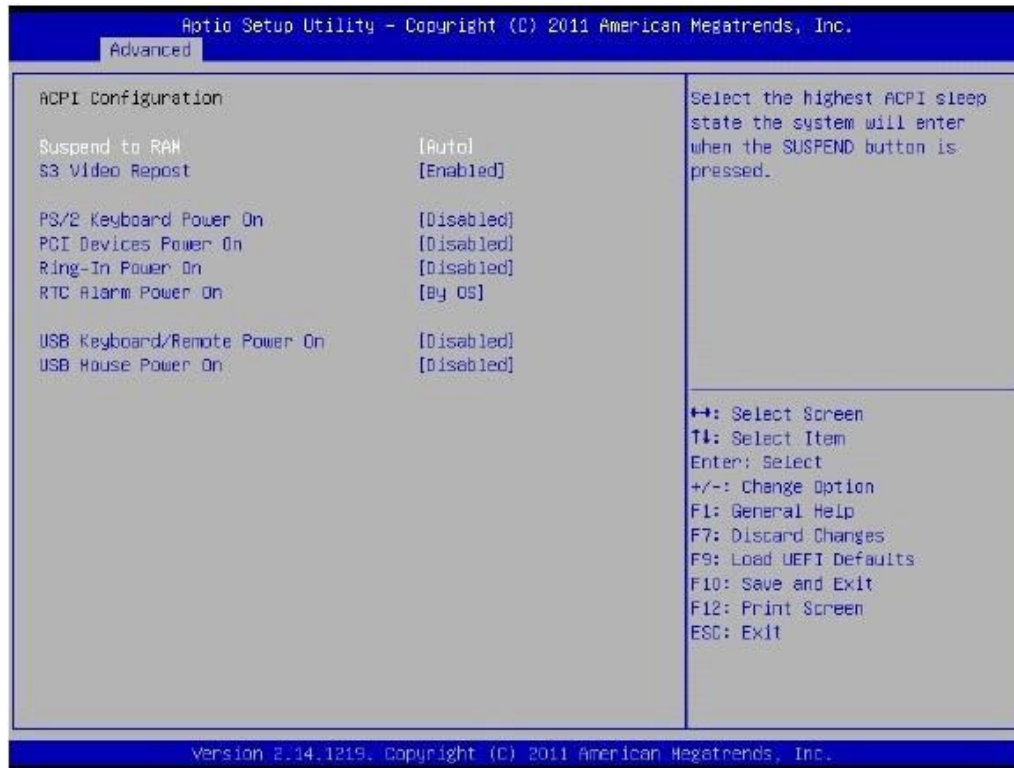 Aptio Setup Utility – Copyright (C) 2011 American Megatrends, Inc.
Advanced
ACPI Configuration
Suspend to RAM [Auto]
S3 Video Repost [Enabled]
PS/2 Keyboard Power On [Disabled]
PCI Devices Power On [Disabled]
Ring-In Power On [Disabled]
RTC Alarm Power On [By OS]
USB Keyboard/Remote Power On [Disabled]
USB Mouse Power On [Disabled]
Select the highest ACPI sleep
state the system will enter
when the SUSPEND button is
pressed.
↔: Select Screen
↑↓: Select Item
Enter: Select
+/-: Change Option
F1: General Help
F7: Discard Changes
F9: Load UEFI Defaults
F10: Save and Exit
F12: Print Screen
ESC: Exit
Version 2.14.1219. Copyright (C) 2011 American Megatrends, Inc.